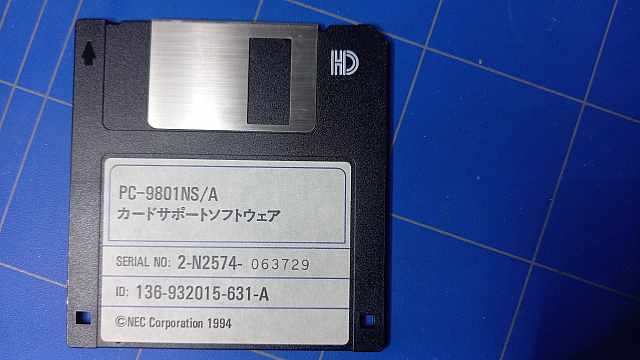 HD
PC-9801NS/A
カードサポートソフトウェア
SERIAL NO: 2-N2574- 063729
ID: 136-932015-631-A
©NEC Corporation 1994